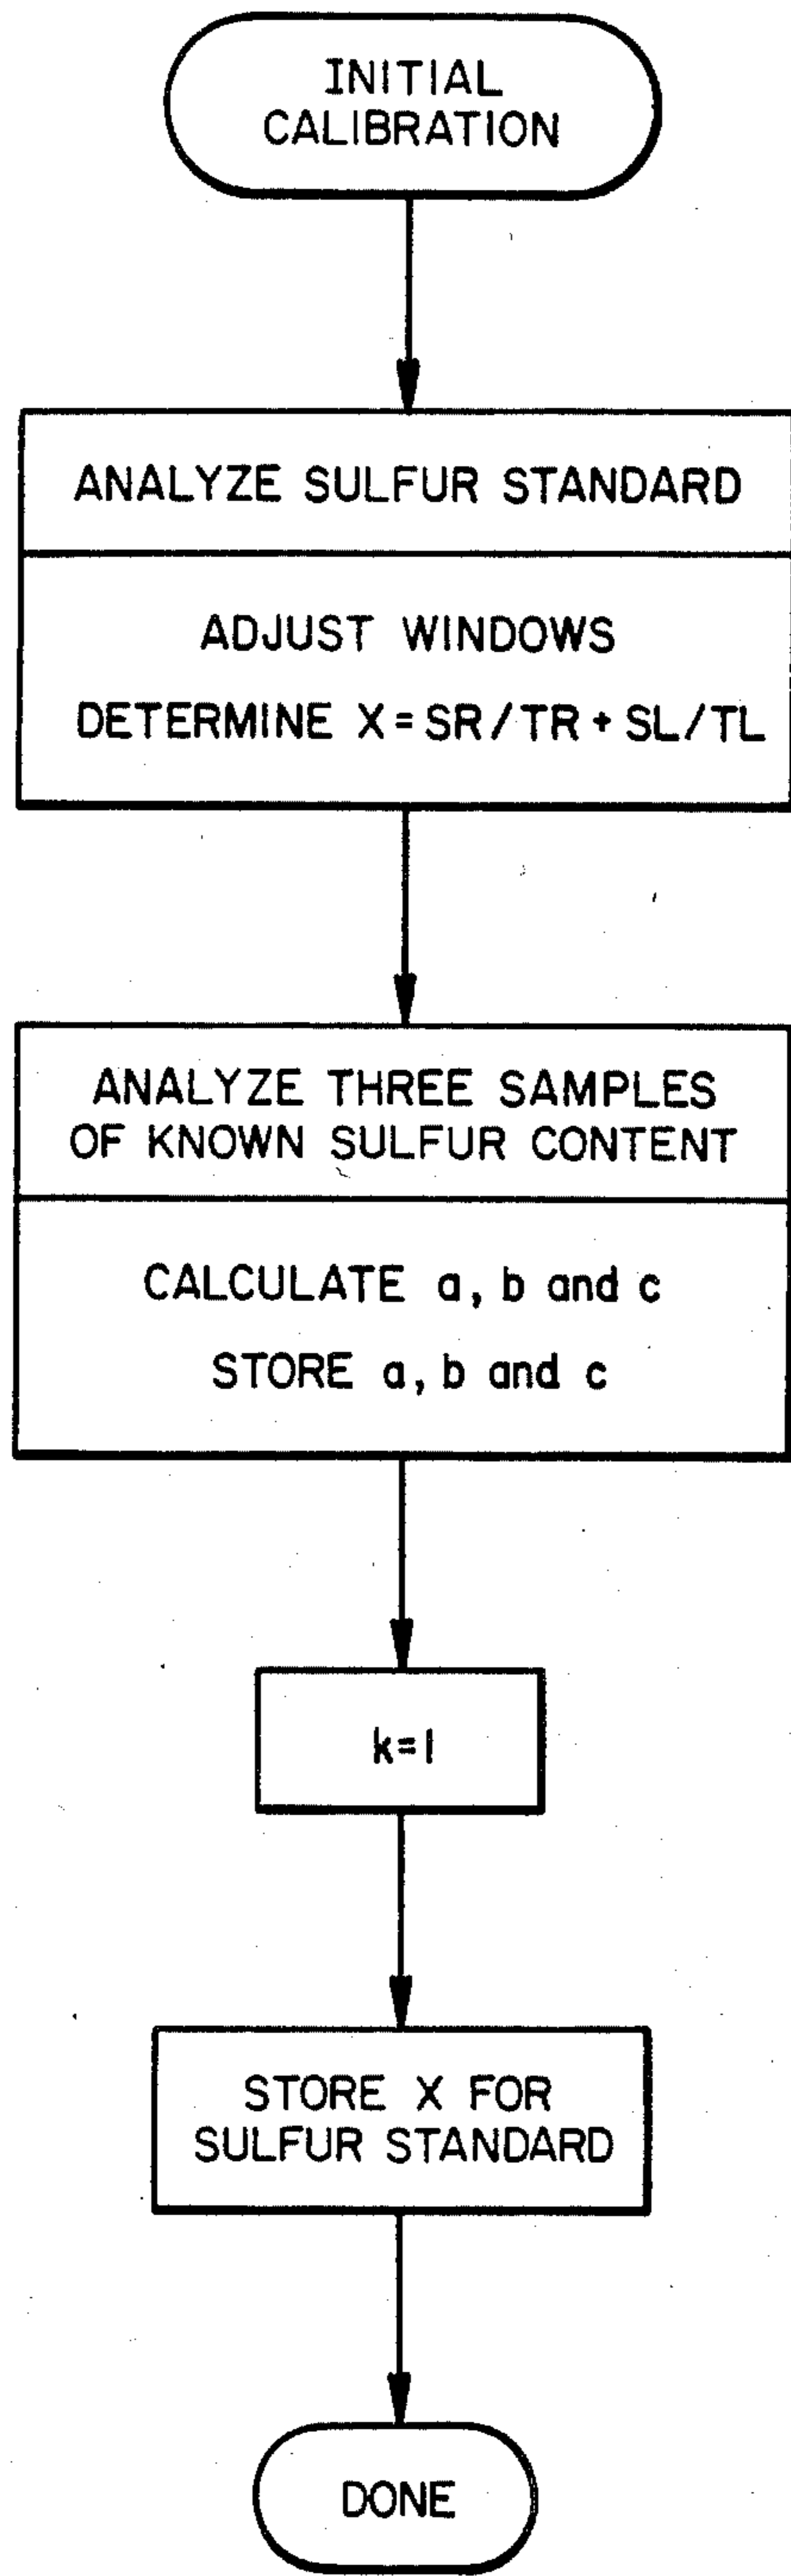 INITIAL
CALIBRATION
ANALYZE SULFUR STANDARD
ADJUST WINDOWS
DETERMINE X = SR/TR + SL/TL
ANALYZE THREE SAMPLES
OF KNOWN SULFUR CONTENT
CALCULATE a, b and c
STORE a, b and c
k=1
STORE X FOR
SULFUR STANDARD
DONE